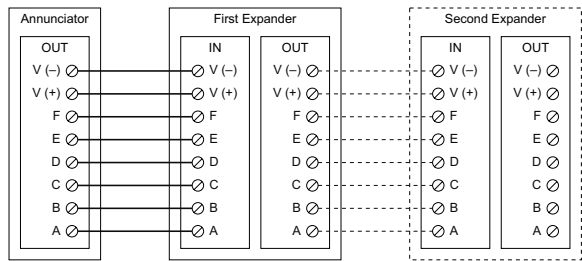 Annunciator First Expander Second Expander
OUT IN OUT IN OUT
V (–) V (–) V (–) V (–) V (–)
V (+) V (+) V (+) V (+) V (+)
F F F F F
E E E E E
D D D D D
C C C C C
B B B B B
A A A A A